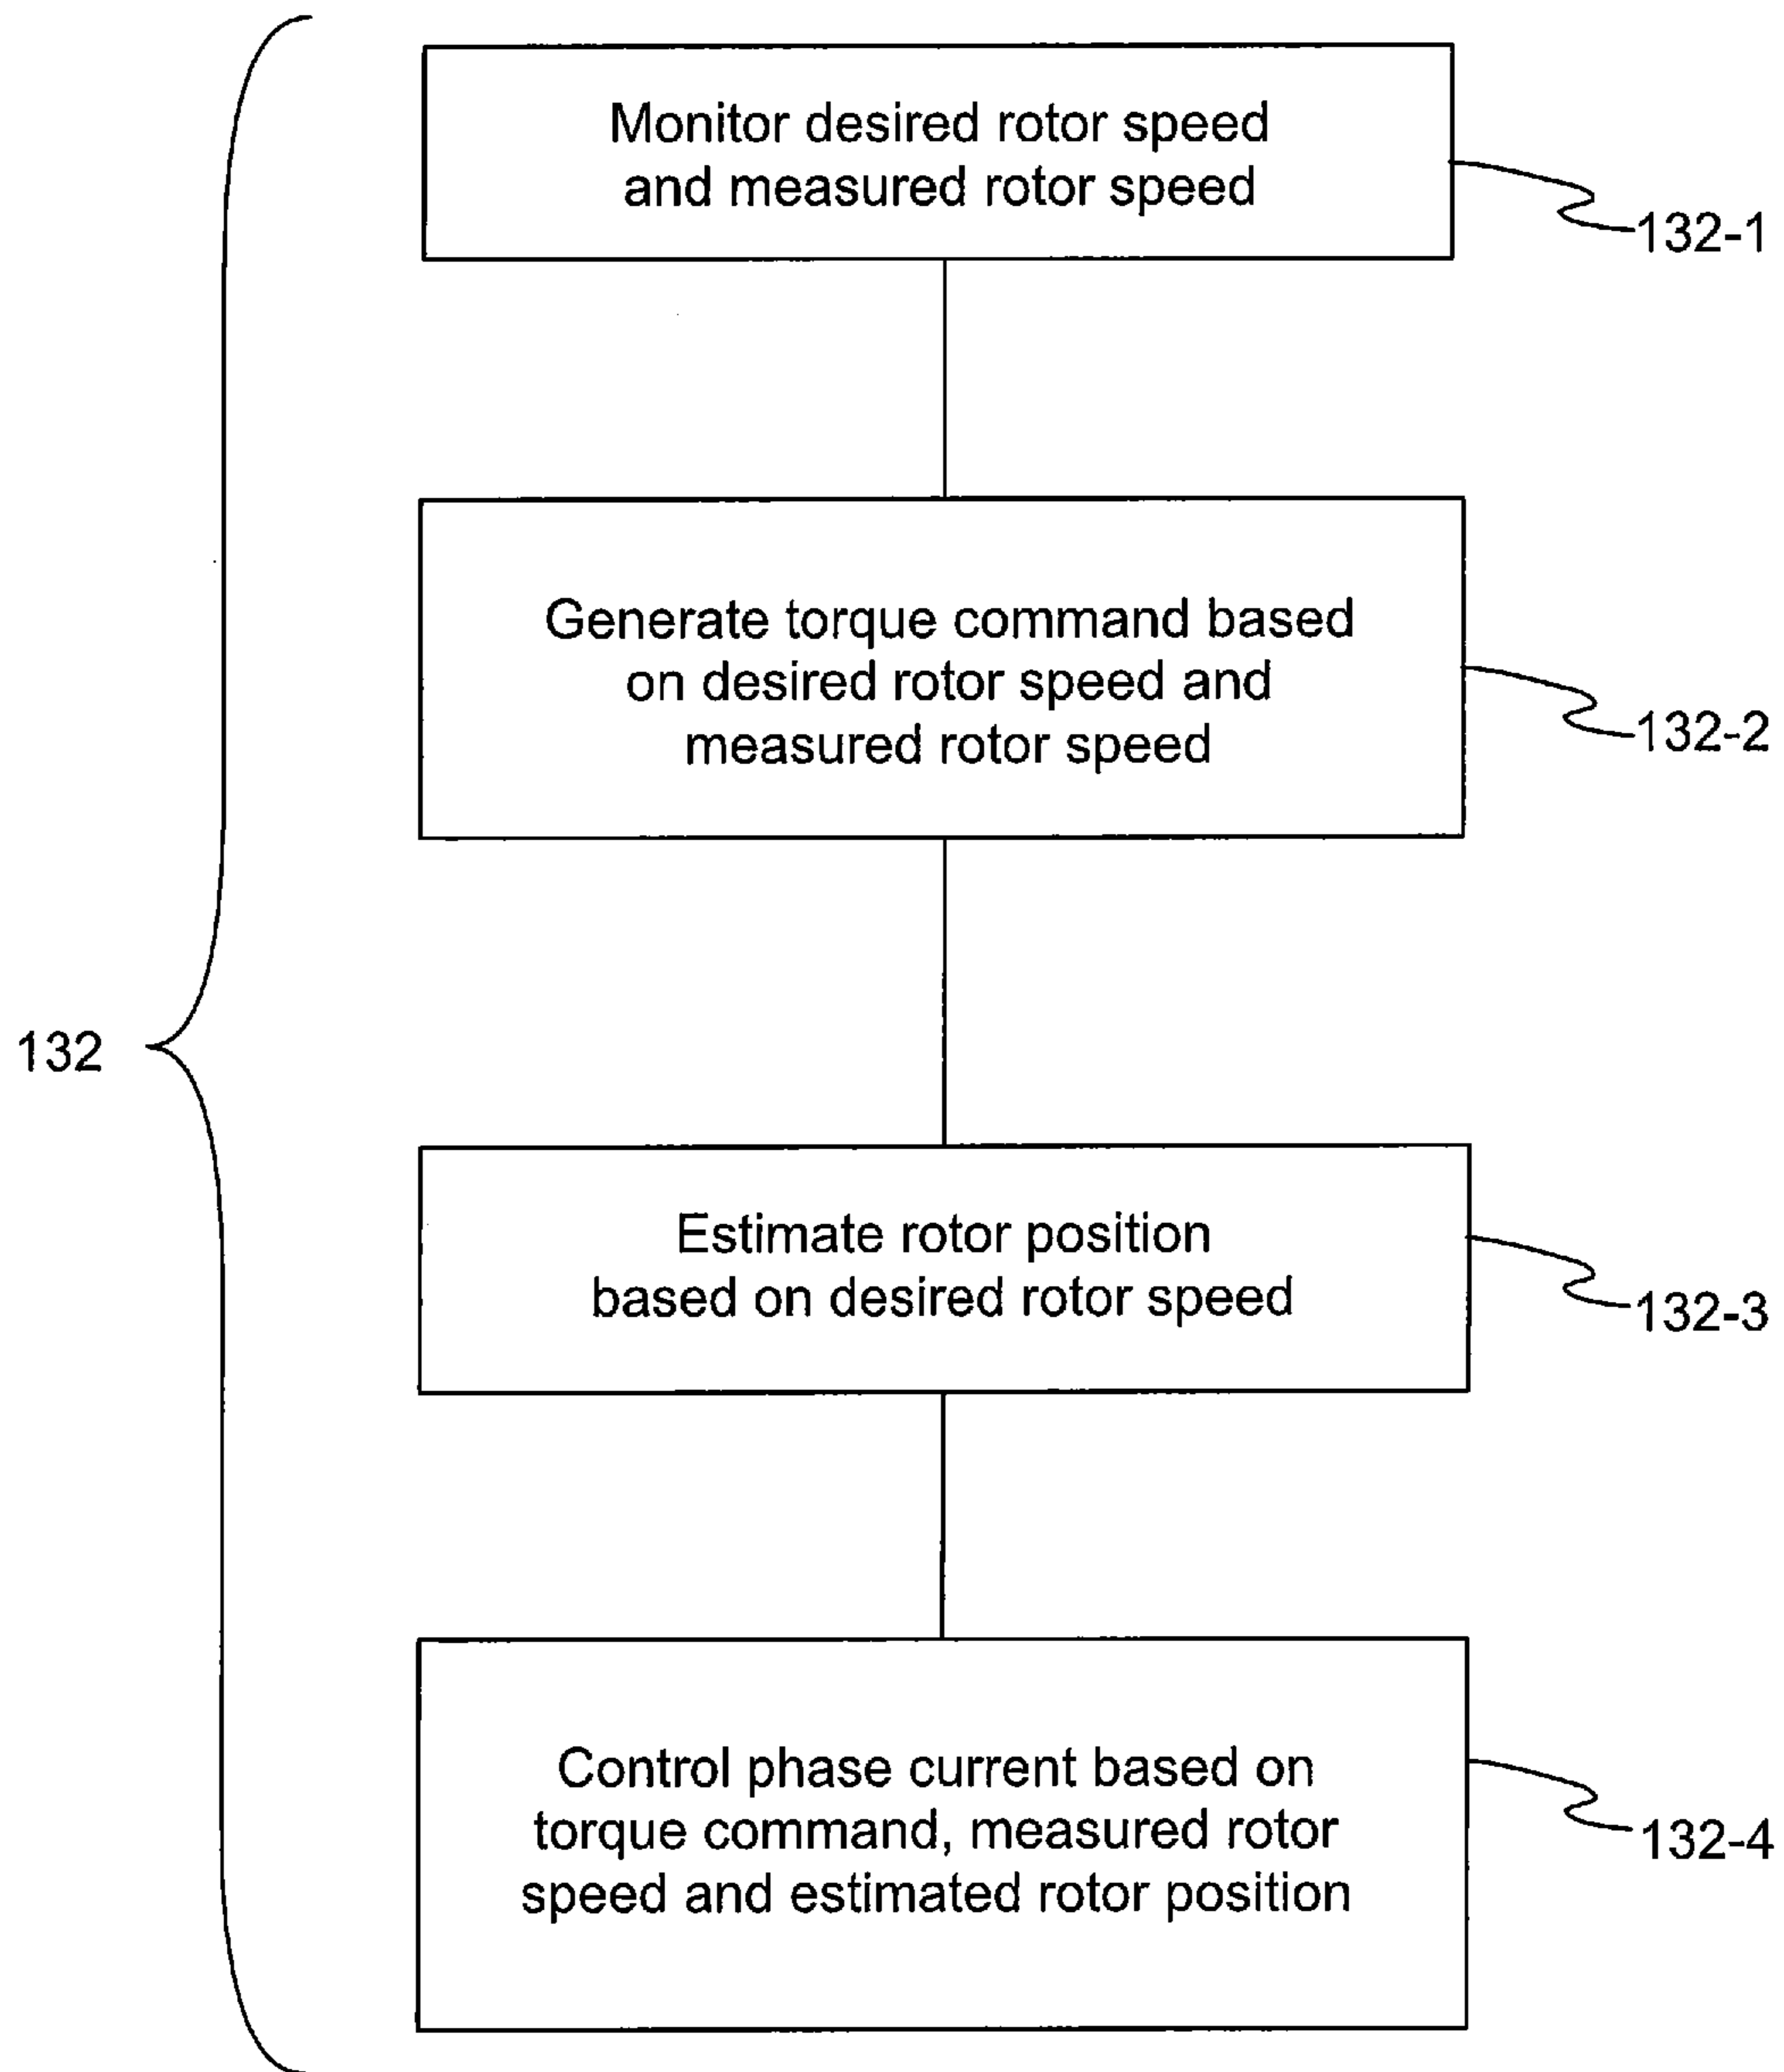 Monitor desired rotor speed
and measured rotor speed
132-1
Generate torque command based
on desired rotor speed and
measured rotor speed
132-2
132
Estimate rotor position
based on desired rotor speed
132-3
Control phase current based on
torque command, measured rotor
speed and estimated rotor position
132-4